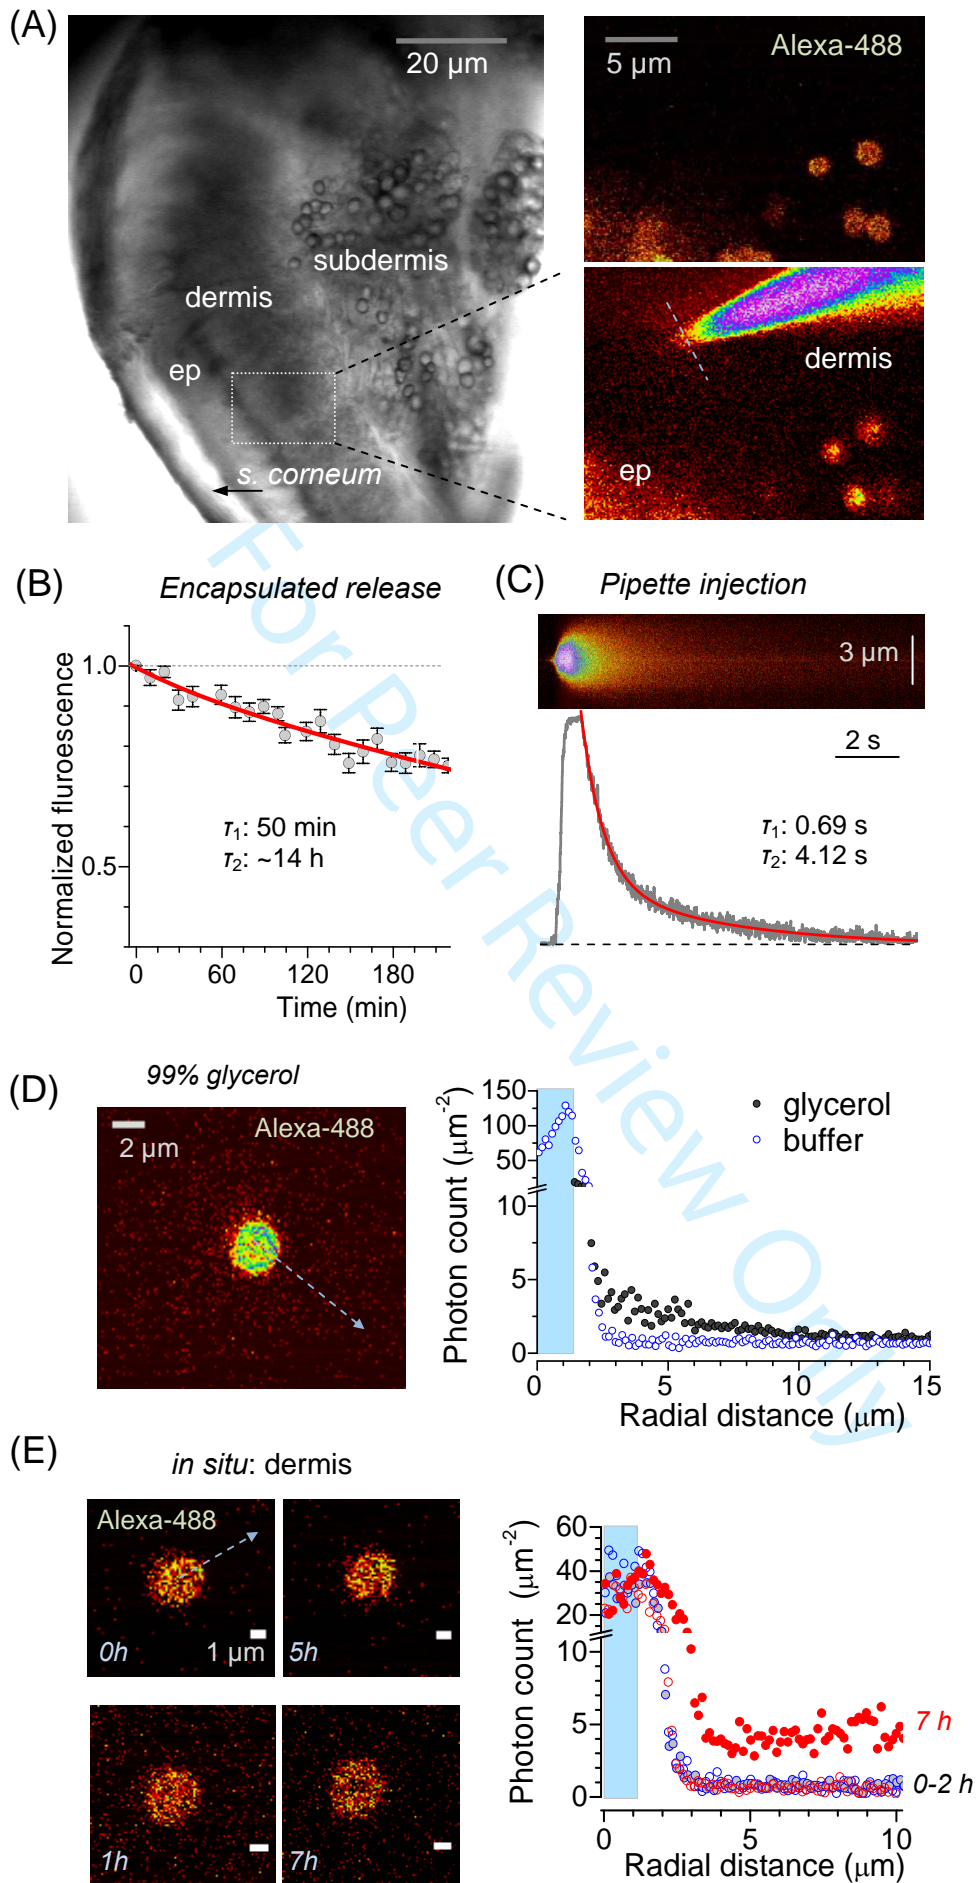 (A)
20 μm
subdermis
dermis
ep
s. corneum
5 μm
Alexa-488
dermis
ep
(B)
Encapsulated release
Normalized fluroescence
1.0
0.5
τ1: 50 min
τ2: ~14 h
0
60
120
180
Time (min)
(C)
Pipette injection
3 μm
2 s
τ1: 0.69 s
τ2: 4.12 s
(D)
99% glycerol
2 μm
Alexa-488
Photon count (μm-2)
150
100
50
10
5
0
glycerol
buffer
0
5
10
15
Radial distance (μm)
(E)
in situ: dermis
Alexa-488
0h
1 μm
5h
1h
7h
Photon count (μm-2)
60
40
20
10
5
0
7 h
0-2 h
0
5
10
Radial distance (μm)
For Peer Review Only